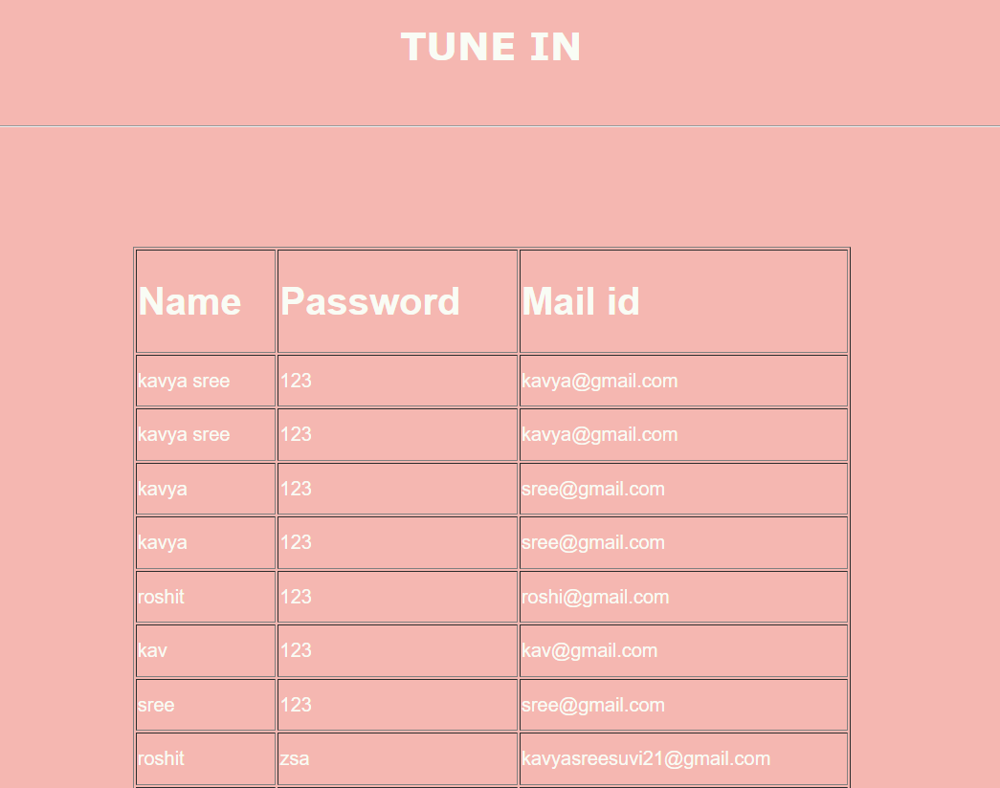 TUNE IN
Name Password Mail id
kavya sree 123 kavya@gmail.com
kavya sree 123 kavya@gmail.com
kavya 123 sree@gmail.com
kavya 123 sree@gmail.com
roshit 123 roshi@gmail.com
kav 123 kav@gmail.com
sree 123 sree@gmail.com
roshit zsa kavyasreesuvi21@gmail.com